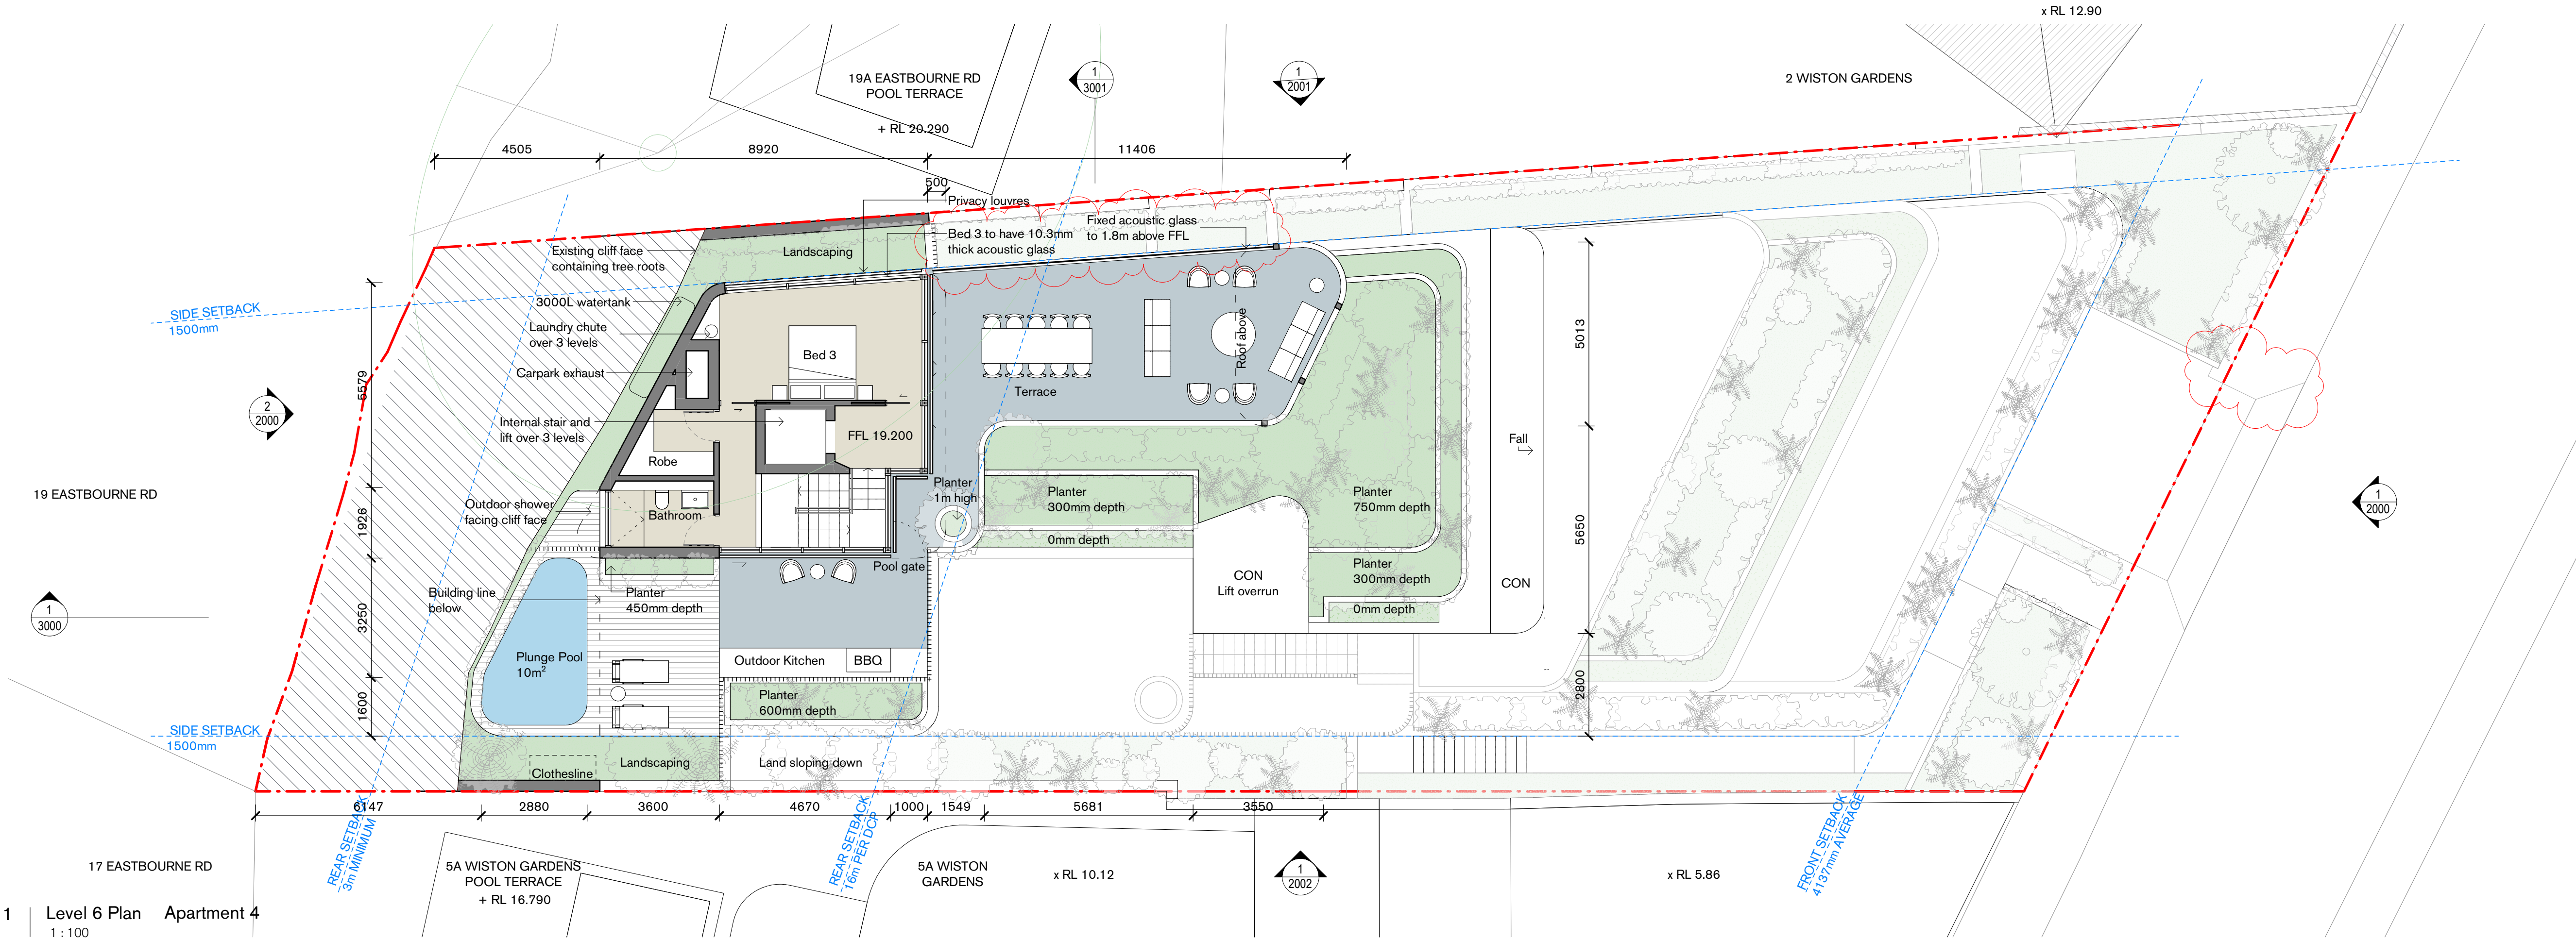 x RL 12.90
19A EASTBOURNE RD
POOL TERRACE
+ RL 20.290
1
3001
1
2001
2 WISTON GARDENS
4505
8920
11406
500
Privacy louvres
Fixed acoustic glass
to 1.8m above FFL
Bed 3 to have 10.3mm
thick acoustic glass
Existing cliff face
containing tree roots
Landscaping
3000L watertank
SIDE SETBACK
1500mm
Laundry chute
over 3 levels
Carpark exhaust
Bed 3
Roof above
Terrace
5013
5579
2
2000
Internal stair and
lift over 3 levels
FFL 19.200
Fall
Robe
19 EASTBOURNE RD
Outdoor shower
facing cliff face
Bathroom
1926
Planter
1m high
Planter
300mm depth
Planter
750mm depth
1
2000
0mm depth
5650
Pool gate
Planter
300mm depth
CON
Lift overrun
CON
0mm depth
Building line
below
Planter
450mm depth
1
3000
3250
Plunge Pool
10m²
Outdoor Kitchen
BBQ
Planter
600mm depth
1600
2800
SIDE SETBACK
1500mm
Landscaping
Land sloping down
Clothesline
6147
2880
3600
4670
1000
1549
5681
3550
REAR SETBACK
3m MINIMUM
REAR SETBACK
16m PER DCP
FRONT SETBACK
4137mm AVERAGE
17 EASTBOURNE RD
5A WISTON GARDENS
POOL TERRACE
+ RL 16.790
5A WISTON
GARDENS
x RL 10.12
1
2002
x RL 5.86
1
Level 6 Plan Apartment 4
1 : 100